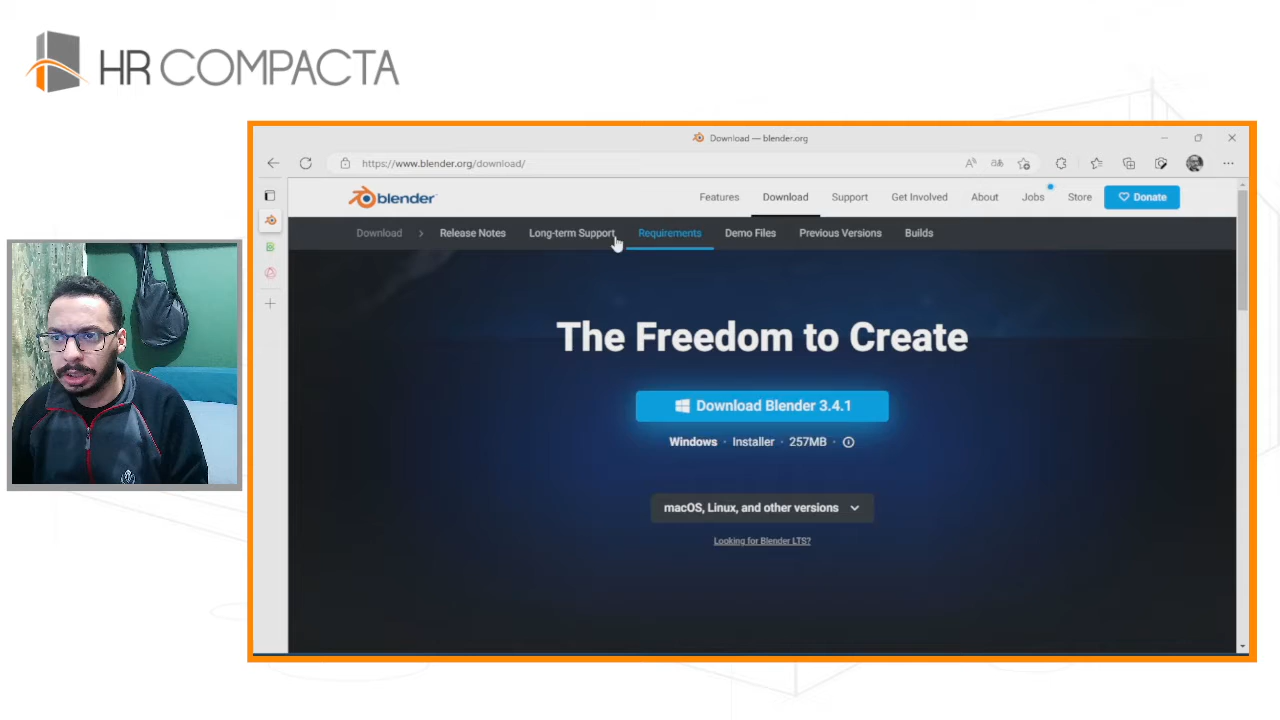 HR COMPACTA
Download — blender.org
https://www.blender.org/download/
blender
Features Download Support Get Involved About Jobs Store Donate
Download Release Notes Long-term Support Requirements Demo Files Previous Versions Builds
The Freedom to Create
Download Blender 3.4.1
Windows · Installer · 257MB
macOS, Linux, and other versions
Looking for Blender LTS?